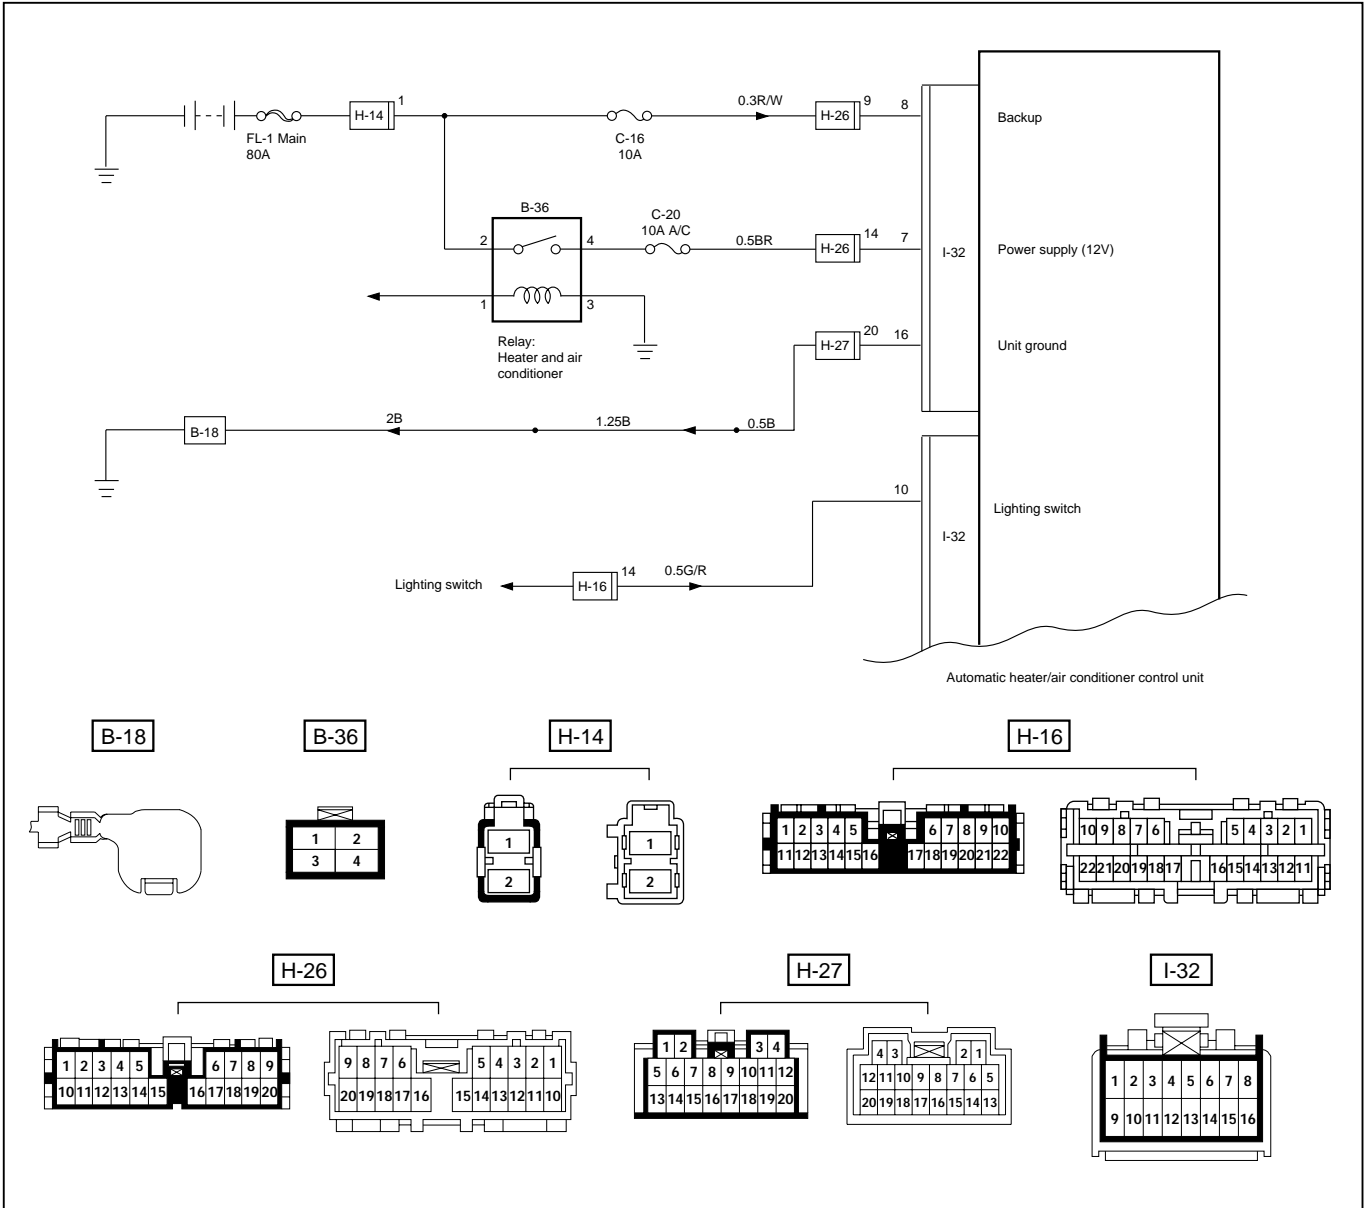 H-14 1 0.3R/W H-26 9 8 Backup
FL-1 Main
80A
C-16
10A
B-36
C-20
10A A/C
2 4 0.5BR H-26 14 7 I-32 Power supply (12V)
1 3
Relay:
Heater and air
conditioner
H-27 20 16 Unit ground
B-18 2B 1.25B 0.5B
10 Lighting switch
I-32
Lighting switch H-16 14 0.5G/R
Automatic heater/air conditioner control unit
B-18 B-36 H-14 H-16
1 2
3 4
1
2
1
2
1 2 3 4 5 6 7 8 9 10
11 12 13 14 15 16 17 18 19 20 21 22
10 9 8 7 6 5 4 3 2 1
22 21 20 19 18 17 16 15 14 13 12 11
H-26 H-27 I-32
1 2 3 4 5 6 7 8 9
10 11 12 13 14 15 16 17 18 19 20
9 8 7 6 5 4 3 2 1
20 19 18 17 16 15 14 13 12 11 10
1 2 3 4
5 6 7 8 9 10 11 12
13 14 15 16 17 18 19 20
4 3 2 1
12 11 10 9 8 7 6 5
20 19 18 17 16 15 14 13
1 2 3 4 5 6 7 8
9 10 11 12 13 14 15 16